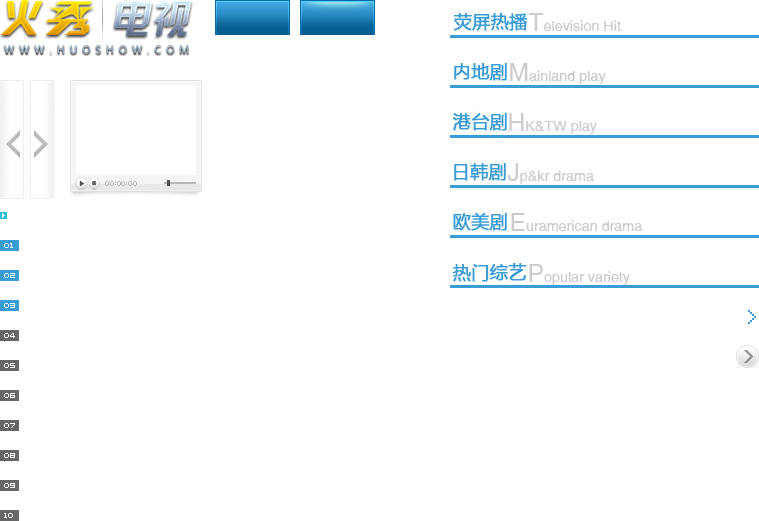 火秀 电视
WWW.HUOSHOW.COM
荧屏热播Television Hit
内地剧Mainland play
港台剧HK&TW play
日韩剧Jp&kr drama
欧美剧Euramerican drama
热门综艺Popular variety
00:00:00
01
02
03
04
05
06
07
08
09
10